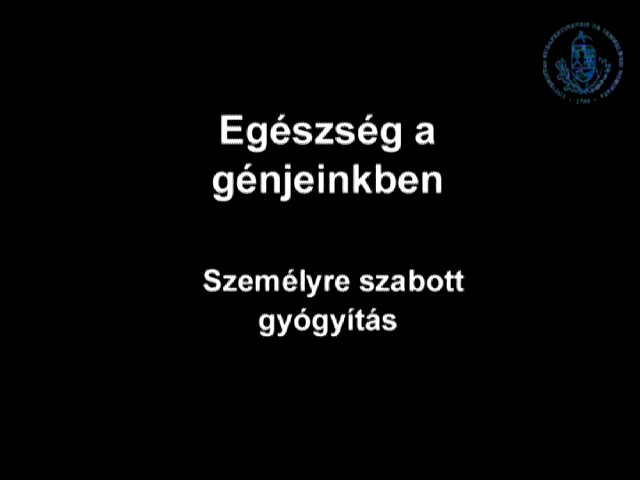 Egészség a
génjeinkben
Személyre szabott
gyógyítás